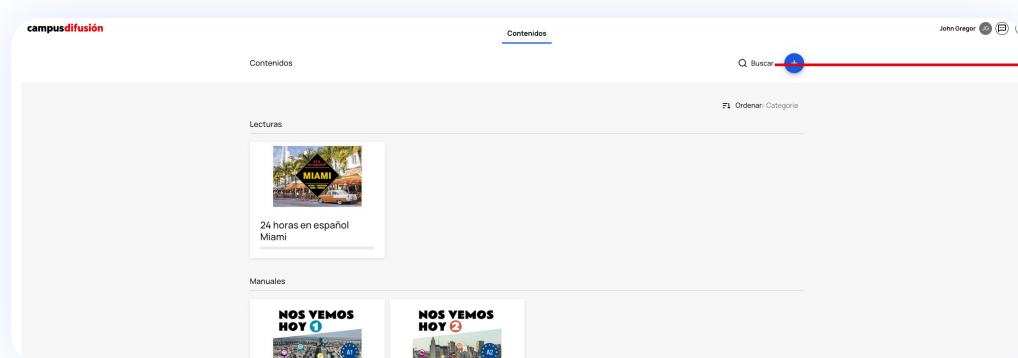 campusdifusión
Contenidos
John Gregor JG
Contenidos
Buscar
Ordenar: Categoría
Lecturas
MIAMI
24 horas en español
Miami
Manuales
NOS VEMOS
HOY 1
A1
NOS VEMOS
HOY 2
A2